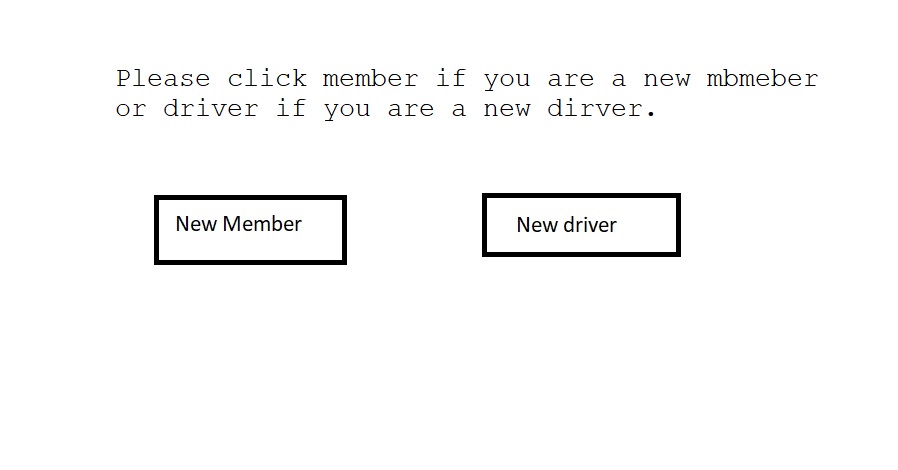 Please click member if you are a new mbmeber
or driver if you are a new dirver.
New Member
New driver